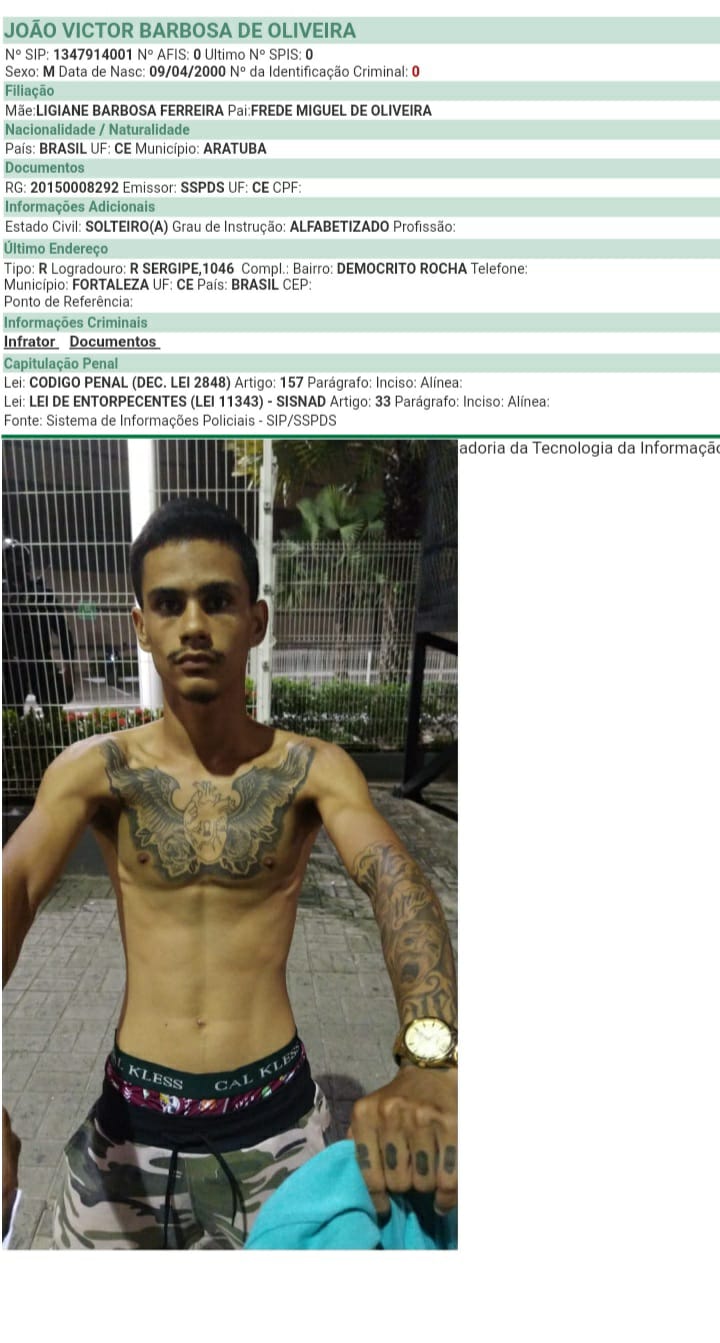 JOÃO VICTOR BARBOSA DE OLIVEIRA
Nº SIP: 1347914001 Nº AFIS: 0 Ultimo Nº SPIS: 0
Sexo: M Data de Nasc: 09/04/2000 Nº da Identificação Criminal: 0
Filiação
Mãe:LIGIANE BARBOSA FERREIRA Pai:FREDE MIGUEL DE OLIVEIRA
Nacionalidade / Naturalidade
País: BRASIL UF: CE Município: ARATUBA
Documentos
RG: 20150008292 Emissor: SSPDS UF: CE CPF:
Informações Adicionais
Estado Civil: SOLTEIRO(A) Grau de Instrução: ALFABETIZADO Profissão:
Último Endereço
Tipo: R Logradouro: R SERGIPE,1046 Compl.: Bairro: DEMOCRITO ROCHA Telefone:
Município: FORTALEZA UF: CE País: BRASIL CEP:
Ponto de Referência:
Informações Criminais
Infrator Documentos
Capitulação Penal
Lei: CODIGO PENAL (DEC. LEI 2848) Artigo: 157 Parágrafo: Inciso: Alínea:
Lei: LEI DE ENTORPECENTES (LEI 11343) - SISNAD Artigo: 33 Parágrafo: Inciso: Alínea:
Fonte: Sistema de Informações Policiais - SIP/SSPDS
adoria da Tecnologia da Informação
L KLESS CAL KLESS